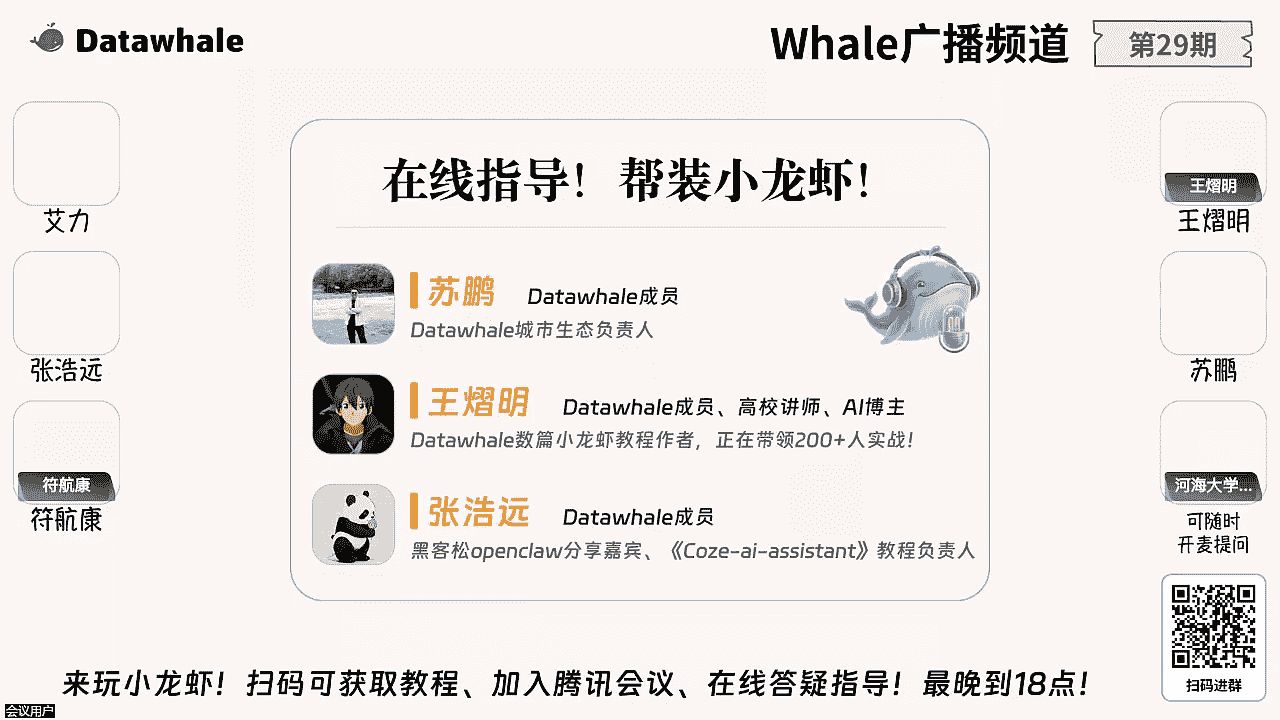 Datawhale
Whale广播频道
第29期
在线指导！帮装小龙虾！
苏鹏 Datawhale成员
Datawhale城市生态负责人
王熠明 Datawhale成员、高校讲师、AI博主
Datawhale数篇小龙虾教程作者，正在带领200+人实战！
张浩远 Datawhale成员
黑客松openclaw分享嘉宾、《Coze-ai-assistant》教程负责人
艾力
张浩远
符航康
符航康
王熠明
王熠明
苏鹏
河海大学...
可随时
开麦提问
扫码进群
来玩小龙虾！扫码可获取教程、加入腾讯会议、在线答疑指导！最晚到18点！
会议用户